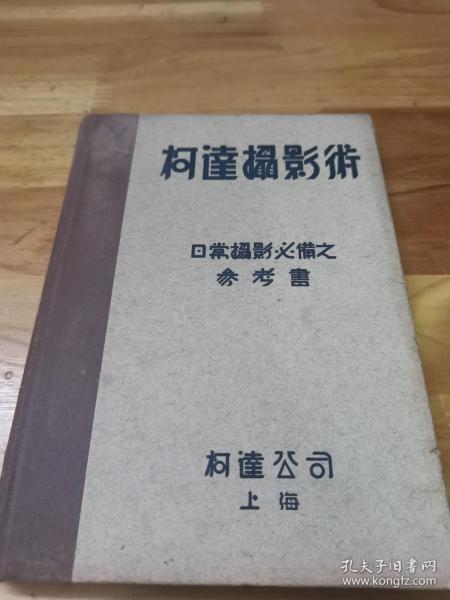 柯達攝影術
日常攝影必備之
參考書
柯達公司
上海
孔夫子旧书网
www.kongfz.com